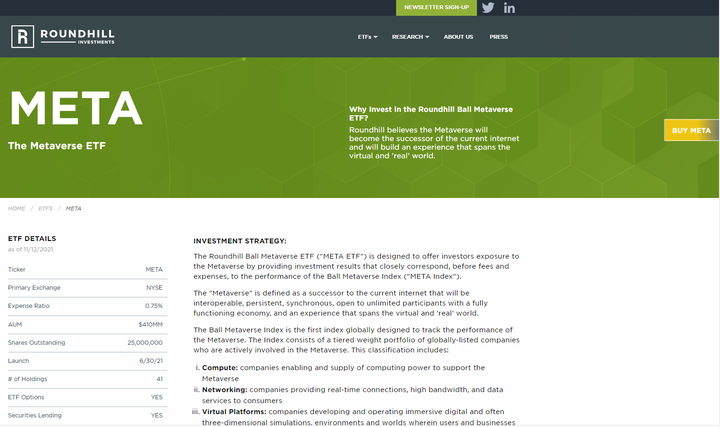 NEWSLETTER SIGN-UP
R ROUNDHILL
INVESTMENTS
ETFs RESEARCH ABOUT US PRESS
META
The Metaverse ETF
Why Invest in the Roundhill Ball Metaverse
ETF?
Roundhill believes the Metaverse will
become the successor of the current internet
and will build an experience that spans the
virtual and 'real' world.
BUY META
HOME / ETFS / META
ETF DETAILS
as of 11/12/2021
Ticker META
Primary Exchange NYSE
Expense Ratio 0.75%
AUM $410MM
Shares Outstanding 25,000,000
Launch 6/30/21
# of Holdings 41
ETF Options YES
Securities Lending YES
INVESTMENT STRATEGY:
The Roundhill Ball Metaverse ETF ("META ETF") is designed to offer investors exposure to
the Metaverse by providing investment results that closely correspond, before fees and
expenses, to the performance of the Ball Metaverse Index ("META Index").
The "Metaverse" is defined as a successor to the current internet that will be
interoperable, persistent, synchronous, open to unlimited participants with a fully
functioning economy, and an experience that spans the virtual and 'real' world.
The Ball Metaverse Index is the first index globally designed to track the performance of
the Metaverse. The Index consists of a tiered weight portfolio of globally-listed companies
who are actively involved in the Metaverse. This classification includes:
i. Compute: companies enabling and supply of computing power to support the
Metaverse
ii. Networking: companies providing real-time connections, high bandwidth, and data
services to consumers
iii. Virtual Platforms: companies developing and operating immersive digital and often
three-dimensional simulations, environments and worlds wherein users and businesses